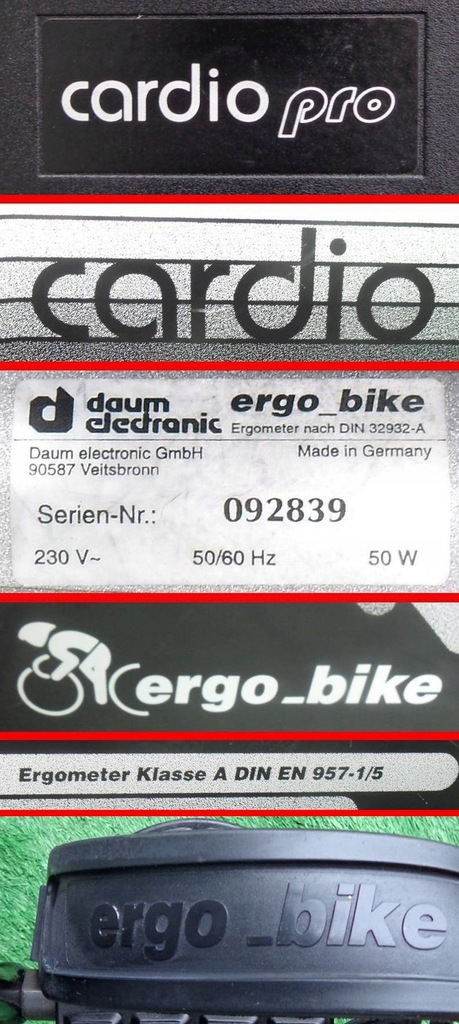 cardio pro
cardio
daum electronic
ergo_bike
Ergometer nach DIN 32932-A
Daum electronic GmbH
90587 Veitsbronn
Made in Germany
Serien-Nr.: 092839
230 V~ 50/60 Hz 50 W
ergo_bike
Ergometer Klasse A DIN EN 957-1/5
ergo_bike